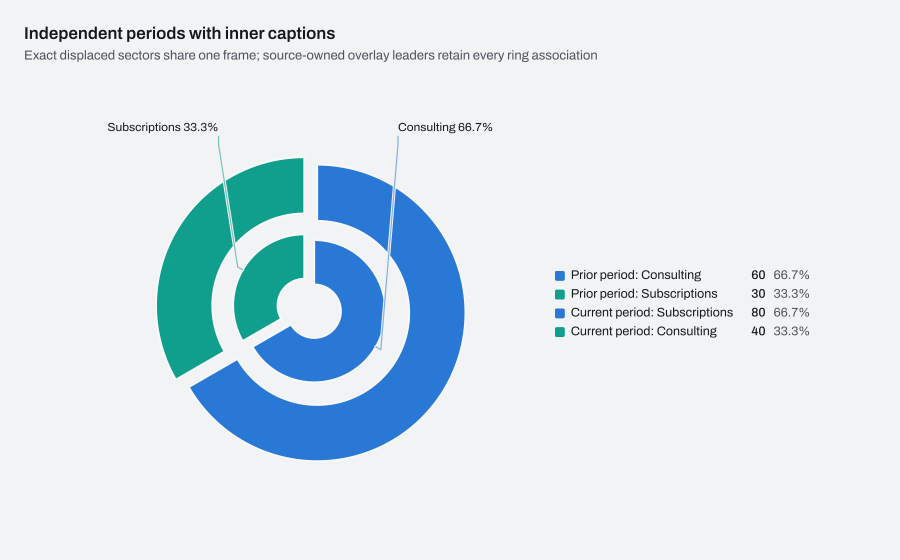 Independent periods with inner captions
Exact displaced sectors share one frame; source-owned overlay leaders retain every ring association
Subscriptions 33.3%
Consulting 66.7%
Prior period: Consulting 60 66.7%
Prior period: Subscriptions 30 33.3%
Current period: Subscriptions 80 66.7%
Current period: Consulting 40 33.3%